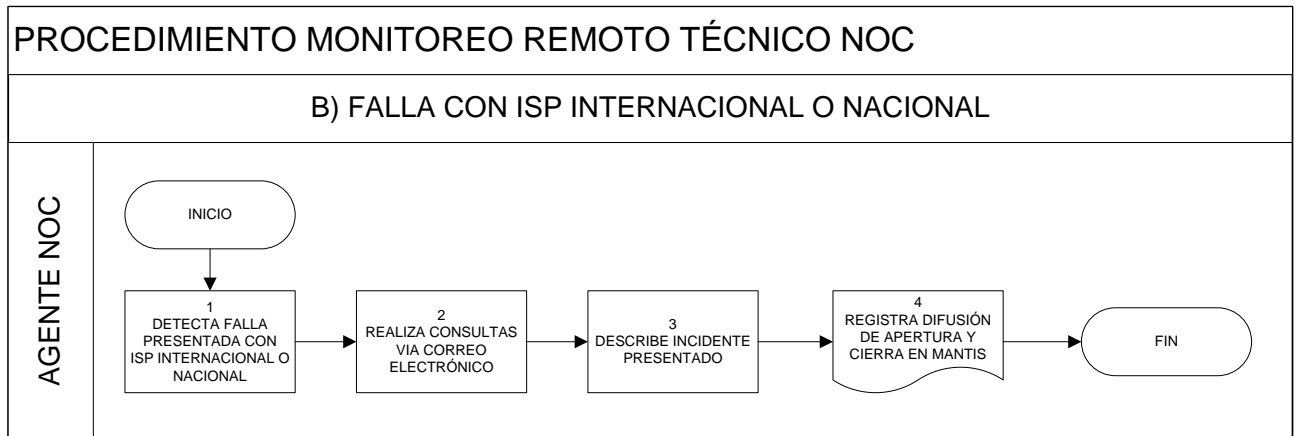 PROCEDIMIENTO MONITOREO REMOTO TÉCNICO NOC
B) FALLA CON ISP INTERNACIONAL O NACIONAL
AGENTE NOC
INICIO
1
DETECTA FALLA
PRESENTADA CON
ISP INTERNACIONAL O
NACIONAL
2
REALIZA CONSULTAS
VIA CORREO
ELECTRÓNICO
3
DESCRIBE INCIDENTE
PRESENTADO
4
REGISTRA DIFUSIÓN
DE APERTURA Y
CIERRA EN MANTIS
FIN